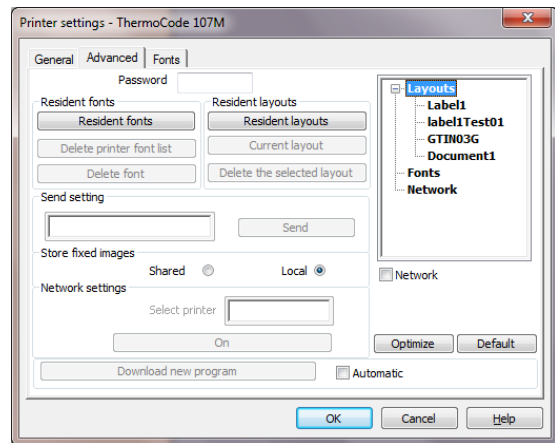 Printer settings - ThermoCode 107M
General Advanced Fonts
Password
Resident fonts
Resident fonts
Delete printer font list
Delete font
Resident layouts
Resident layouts
Current layout
Delete the selected layout
Send setting
Send
Store fixed images
Shared Local
Network settings
Select printer
On
Download new program
Automatic
Layouts
Label1
label1Test01
GTIN03G
Document1
Fonts
Network
Network
Optimize Default
OK Cancel Help